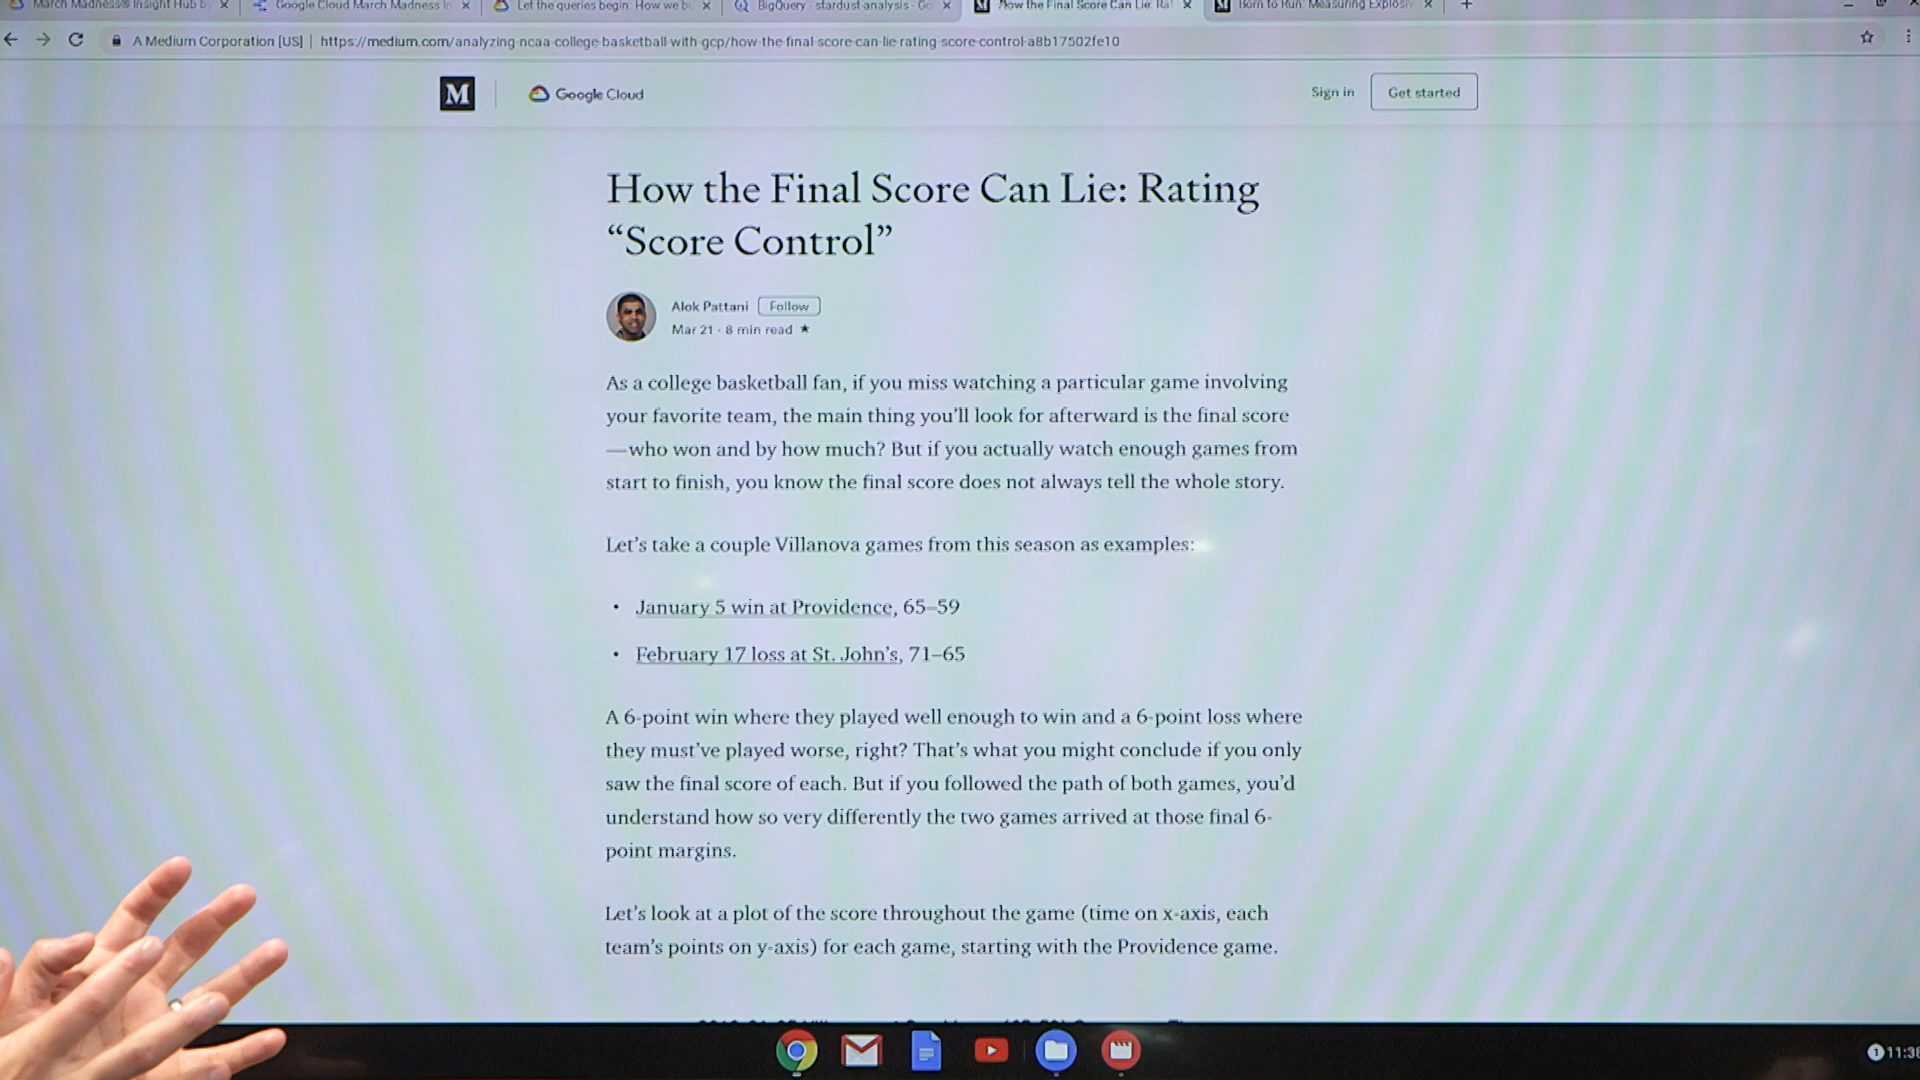 March Madness® Insight Hub b
Google Cloud March Madness In
Let the queries begin: How we bu
BigQuery - stardust-analysis - Go
How the Final Score Can Lie: Rat
Born to Run: Measuring Explosiv
A Medium Corporation [US] | https://medium.com/analyzing-ncaa-college-basketball-with-gcp/how-the-final-score-can-lie-rating-score-control-a8b17502fe10
M
Google Cloud
Sign in
Get started
How the Final Score Can Lie: Rating
“Score Control”
Alok Pattani
Follow
Mar 21 · 8 min read ★
As a college basketball fan, if you miss watching a particular game involving
your favorite team, the main thing you’ll look for afterward is the final score
—who won and by how much? But if you actually watch enough games from
start to finish, you know the final score does not always tell the whole story.
Let’s take a couple Villanova games from this season as examples:
• January 5 win at Providence, 65–59
• February 17 loss at St. John’s, 71–65
A 6-point win where they played well enough to win and a 6-point loss where
they must’ve played worse, right? That’s what you might conclude if you only
saw the final score of each. But if you followed the path of both games, you’d
understand how so very differently the two games arrived at those final 6-
point margins.
Let’s look at a plot of the score throughout the game (time on x-axis, each
team’s points on y-axis) for each game, starting with the Providence game.
1
11:38